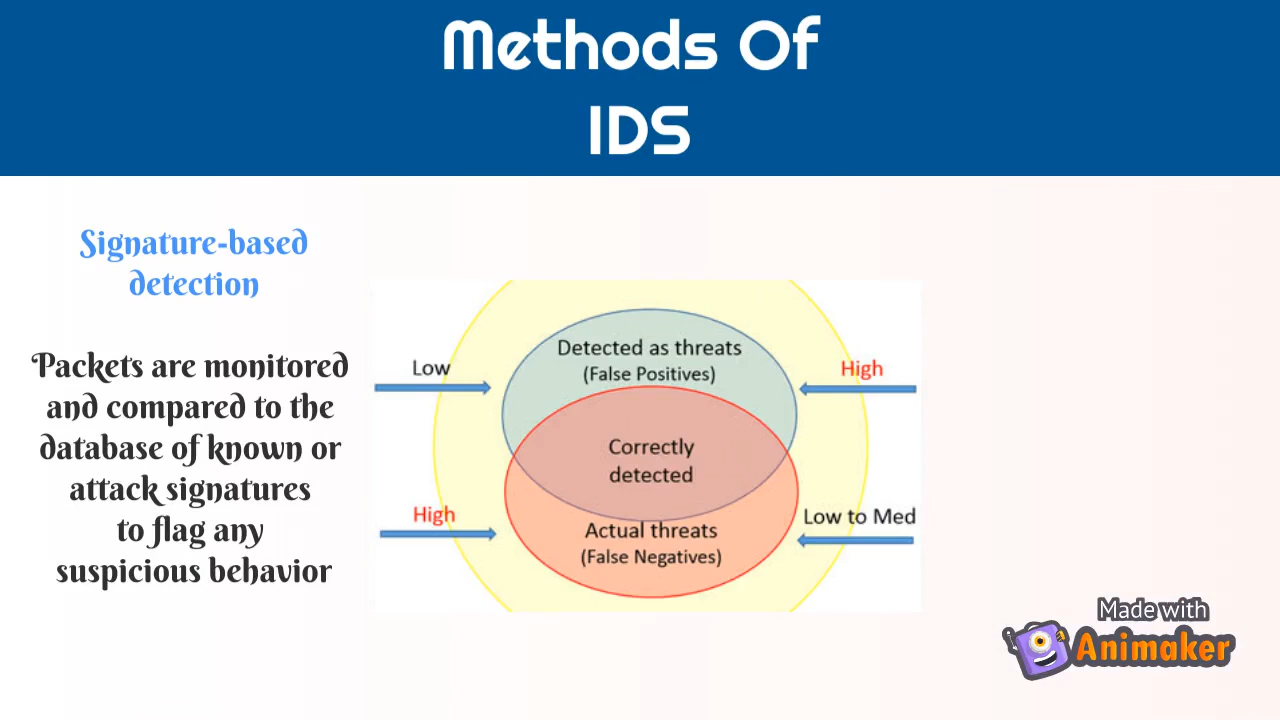 Methods Of
IDS
Signature-based
detection
Packets are monitored
and compared to the
database of known or
attack signatures
to flag any
suspicious behavior
Detected as threats
(False Positives)
Low
High
Correctly
detected
High
Low to Med
Actual threats
(False Negatives)
Made with
Animaker